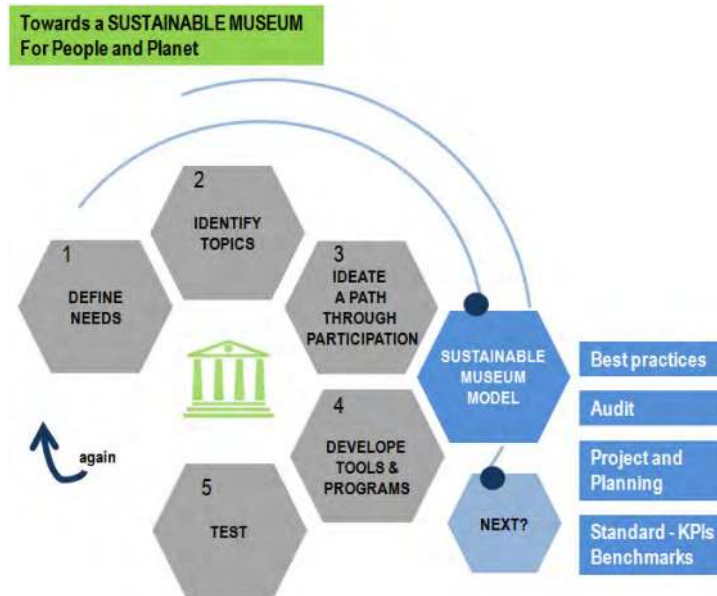 Towards a SUSTAINABLE MUSEUM
For People and Planet
1
DEFINE
NEEDS
2
IDENTIFY
TOPICS
3
IDEATE
A PATH
THROUGH
PARTICIPATION
4
DEVELOPE
TOOLS &
PROGRAMS
5
TEST
again
SUSTAINABLE
MUSEUM
MODEL
NEXT?
Best practices
Audit
Project and
Planning
Standard - KPIs
Benchmarks